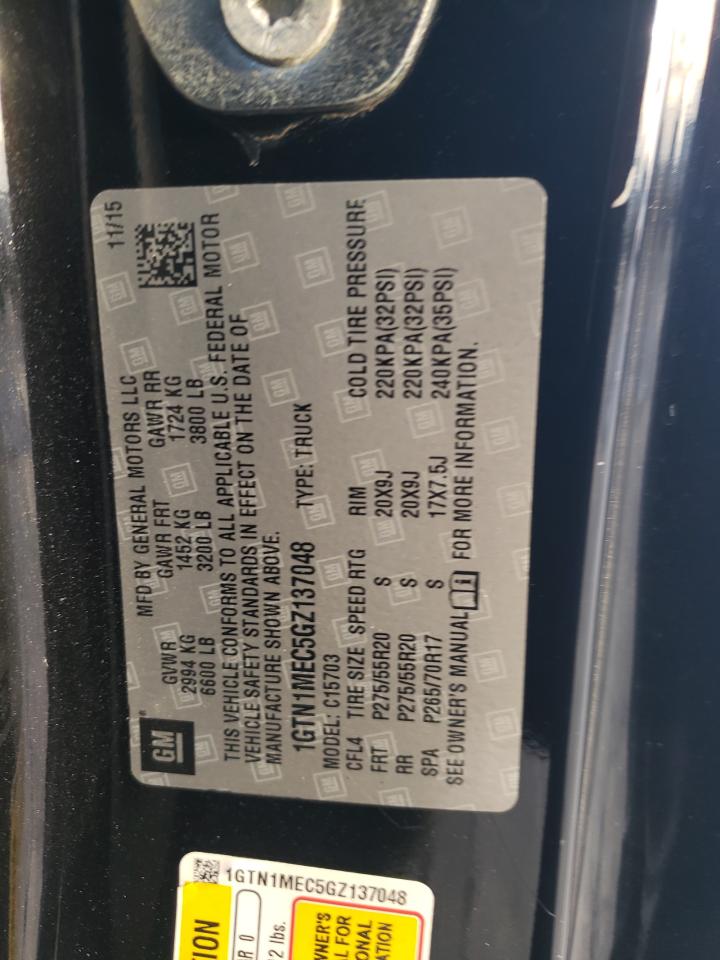 MFD BY GENERAL MOTORS LLC 11/15
GVWR GAWR FRT GAWR RR
2994 KG 1452 KG 1724 KG
6600 LB 3200 LB 3800 LB
GM
THIS VEHICLE CONFORMS TO ALL APPLICABLE U.S. FEDERAL MOTOR
VEHICLE SAFETY STANDARDS IN EFFECT ON THE DATE OF
MANUFACTURE SHOWN ABOVE.
1GTN1MEC5GZ137048 TYPE: TRUCK
MODEL: C15703
CFL4 TIRE SIZE SPEED RTG RIM COLD TIRE PRESSURE
FRT P275/55R20 S 20X9J 220KPA(32PSI)
RR P275/55R20 S 20X9J 220KPA(32PSI)
SPA P265/70R17 S 17X7.5J 240KPA(35PSI)
SEE OWNER'S MANUAL FOR MORE INFORMATION.
1GTN1MEC5GZ137048